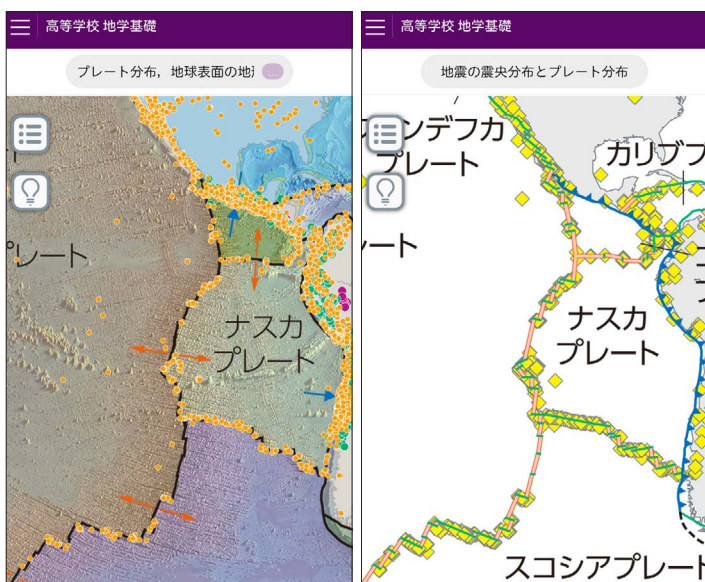 高等学校 地学基礎
プレート分布，地球表面の地
プレート
ナスカ
プレート
高等学校 地学基礎
地震の震央分布とプレート分布
ンデフカ
プレート
カリブプ
ート
ナスカ
プレート
スコシアプレート